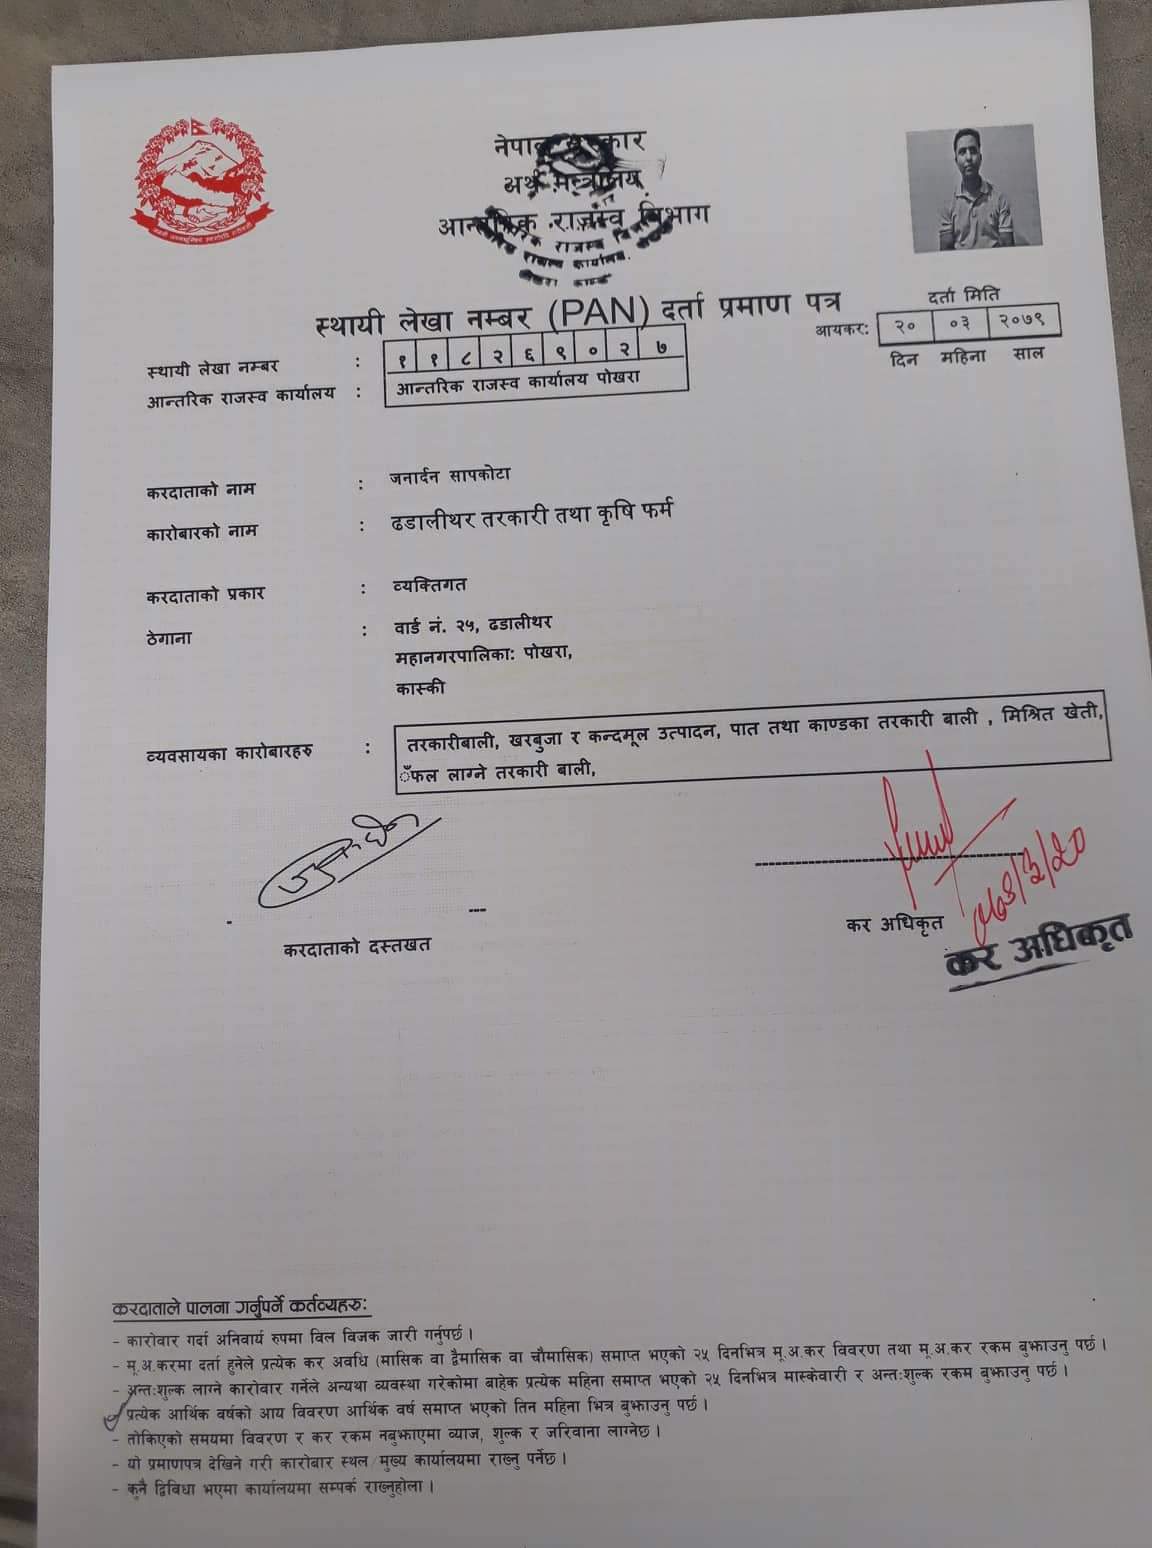 नेपाल सरकार
अर्थ मन्त्रालय
आन्तरिक राजस्व विभाग
राजस्व कार्यालय
स्थायी लेखा नम्बर (PAN) दर्ता प्रमाण पत्र
दर्ता मिति
आयकर: २० ०३ २०७९
दिन महिना साल
स्थायी लेखा नम्बर : १ १ ८ २ ६ ९ ० २ ७
आन्तरिक राजस्व कार्यालय : आन्तरिक राजस्व कार्यालय पोखरा
करदाताको नाम : जनार्दन सापकोटा
कारोबारको नाम : ढडालीथर तरकारी तथा कृषि फर्म
करदाताको प्रकार : व्यक्तिगत
ठेगाना : वार्ड नं. २५, ढडालीथर
महानगरपालिका: पोखरा,
कास्की
व्यवसायका कारोबारहरु : तरकारीबाली, खरबुजा र कन्दमूल उत्पादन, पात तथा काण्डका तरकारी बाली , मिश्रित खेती,
ँफल लाग्ने तरकारी बाली,
करदाताको दस्तखत
कर अधिकृत
कर अधिकृत
करदाताले पालना गर्नुपर्ने कर्तव्यहरु:
- कारोवार गर्दा अनिवार्य रुपमा विल विजक जारी गर्नुपर्छ ।
- मू.अ.करमा दर्ता हुनेले प्रत्येक कर अवधि (मासिक वा द्वैमासिक वा चौमासिक) समाप्त भएको २५ दिनभित्र मू.अ.कर विवरण तथा मू.अ.कर रकम बुझाउनु पर्छ ।
- अन्त:शुल्क लाग्ने कारोवार गर्नेले अन्यथा व्यवस्था गरेकोमा बाहेक प्रत्येक महिना समाप्त भएको २५ दिनभित्र मास्केवारी र अन्त:शुल्क रकम बुझाउनु पर्छ ।
प्रत्येक आर्थिक वर्षको आय विवरण आर्थिक वर्ष समाप्त भएको तिन महिना भित्र बुझाउनु पर्छ ।
- तोकिएको समयमा विवरण र कर रकम नबुझाएमा व्याज, शुल्क र जरिवाना लाग्नेछ ।
- यो प्रमाणपत्र देखिने गरी कारोबार स्थल/मुख्य कार्यालयमा राख्नु पर्नेछ ।
- कुनै द्विविधा भएमा कार्यालयमा सम्पर्क राख्नुहोला ।